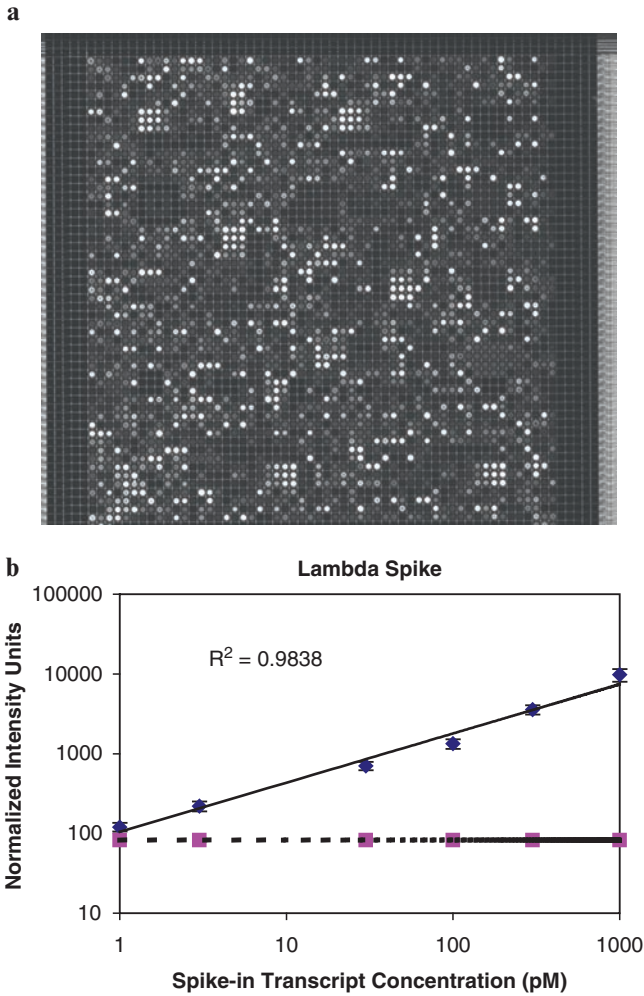 a
b
Lambda Spike
100000
10000
1000
100
10
R² = 0.9838
Normalized Intensity Units
1
10
100
1000
Spike-in Transcript Concentration (pM)